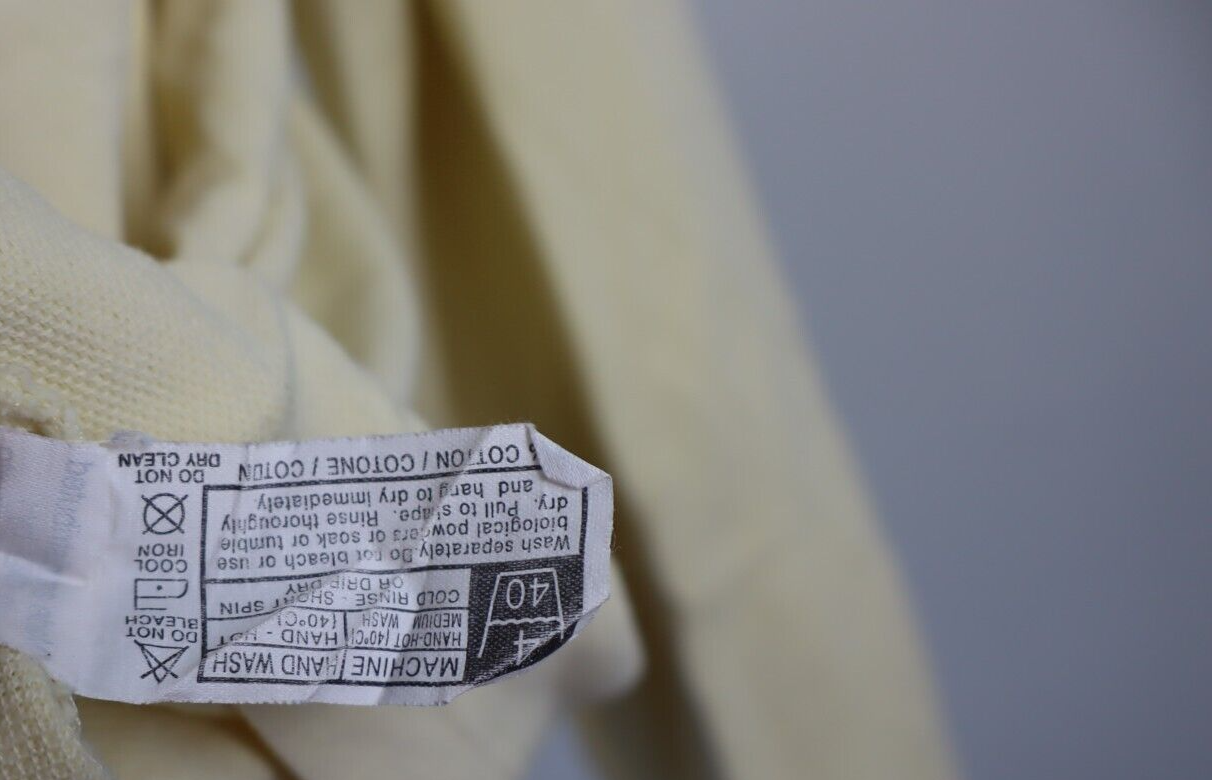 4
40
MACHINE
HAND WASH
HAND-HOT (40°C)
MEDIUM WASH
HAND - HOT
(40°C)
COLD RINSE - SHORT SPIN
OR DRIP DRY
Wash separately. Do not bleach or use
biological powders or soak or tumble
dry. Pull to shape. Rinse thoroughly
and hang to dry immediately.
% COTTON / COTONE / COTON
DO NOT
BLEACH
COOL
IRON
DO NOT
DRY CLEAN